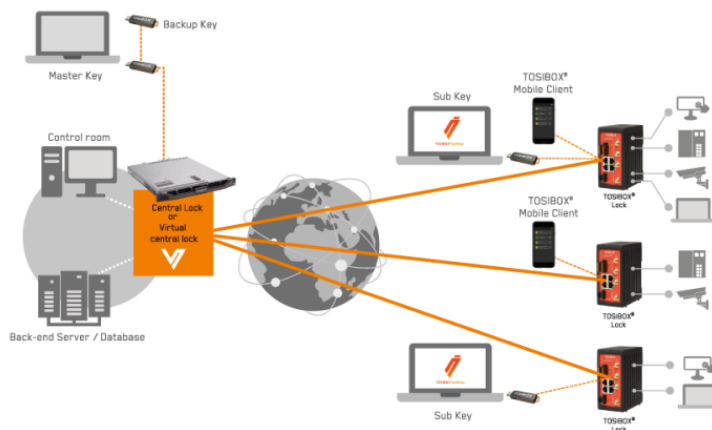 Backup Key
Master Key
Control room
Central Lock
or
Virtual
central lock
Back-end Server / Database
Sub Key
TOSIBOX®
Mobile Client
TOSIBOX®
Lock
TOSIBOX®
Mobile Client
TOSIBOX®
Lock
Sub Key
TOSIBOX®
Lock